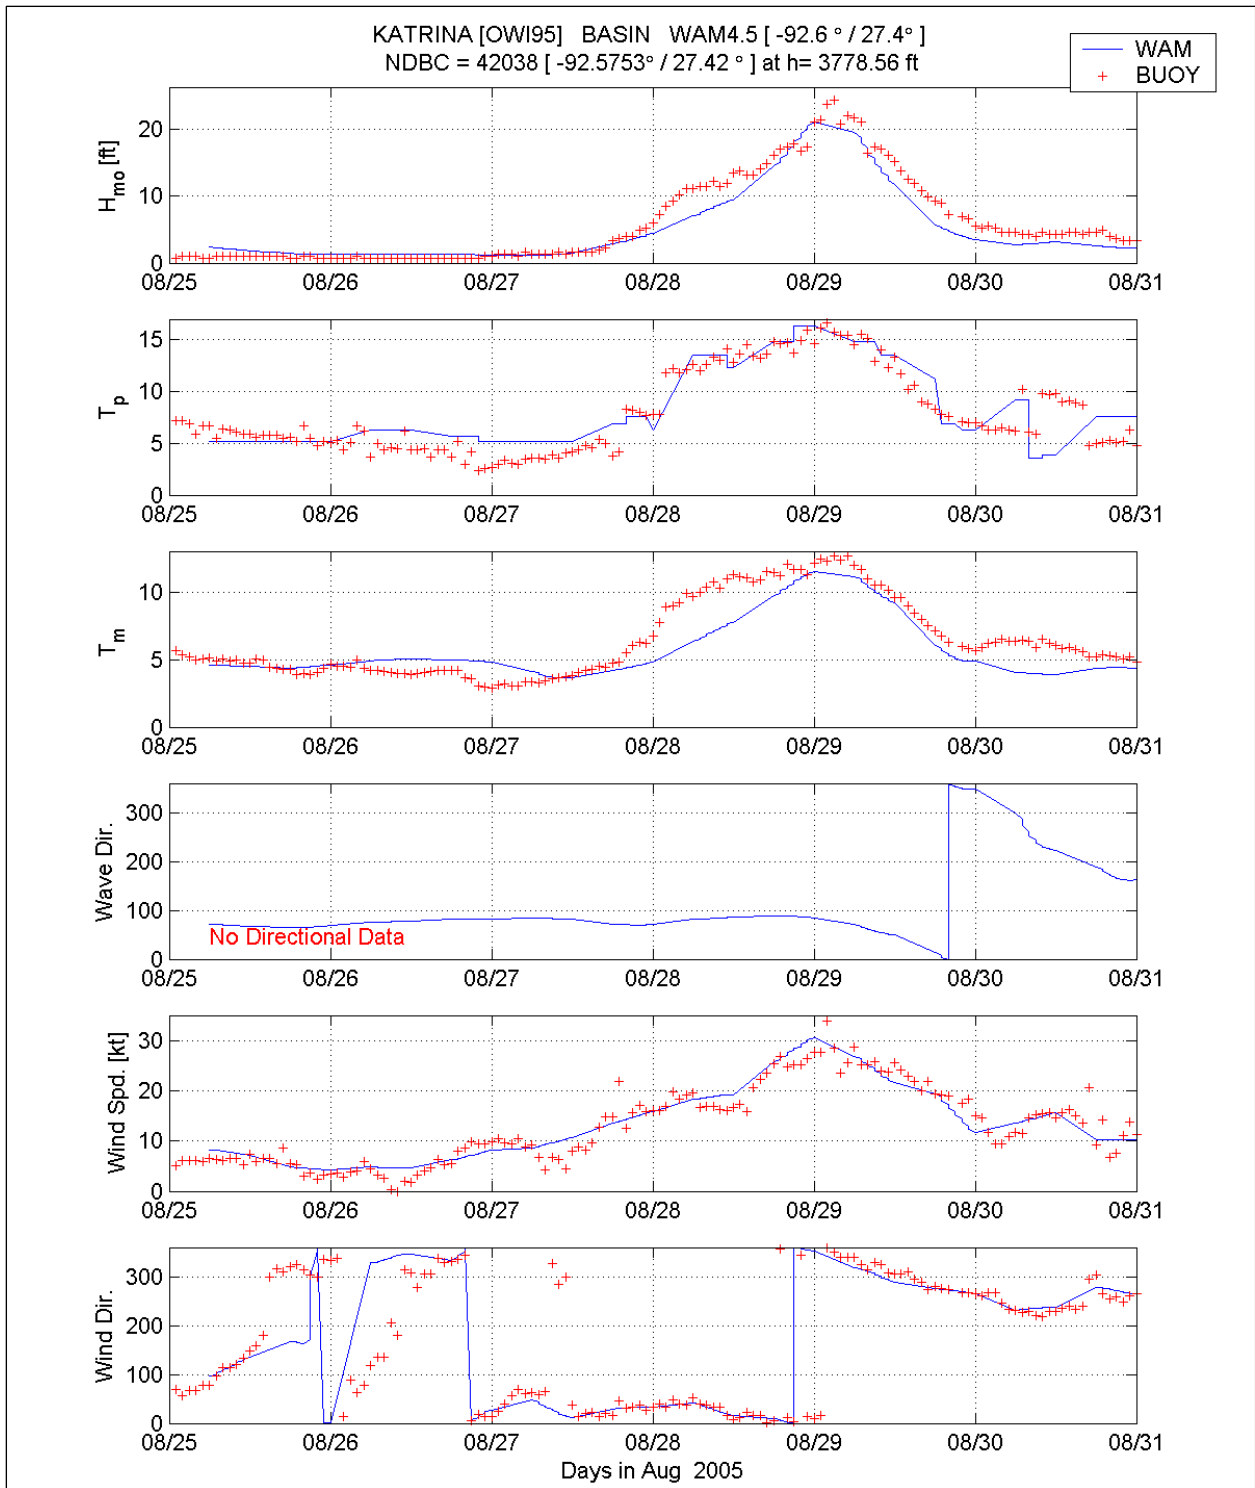 KATRINA [OWI95] BASIN WAM4.5 [ -92.6 ° / 27.4° ]
NDBC = 42038 [ -92.5753° / 27.42 ° ] at h= 3778.56 ft
WAM
BUOY
H_mo [ft]
20
10
0
08/25 08/26 08/27 08/28 08/29 08/30 08/31
T_p
15
10
5
0
08/25 08/26 08/27 08/28 08/29 08/30 08/31
T_m
10
5
0
08/25 08/26 08/27 08/28 08/29 08/30 08/31
Wave Dir.
300
200
100
0
No Directional Data
08/25 08/26 08/27 08/28 08/29 08/30 08/31
Wind Spd. [kt]
30
20
10
0
08/25 08/26 08/27 08/28 08/29 08/30 08/31
Wind Dir.
300
200
100
0
08/25 08/26 08/27 08/28 08/29 08/30 08/31
Days in Aug 2005